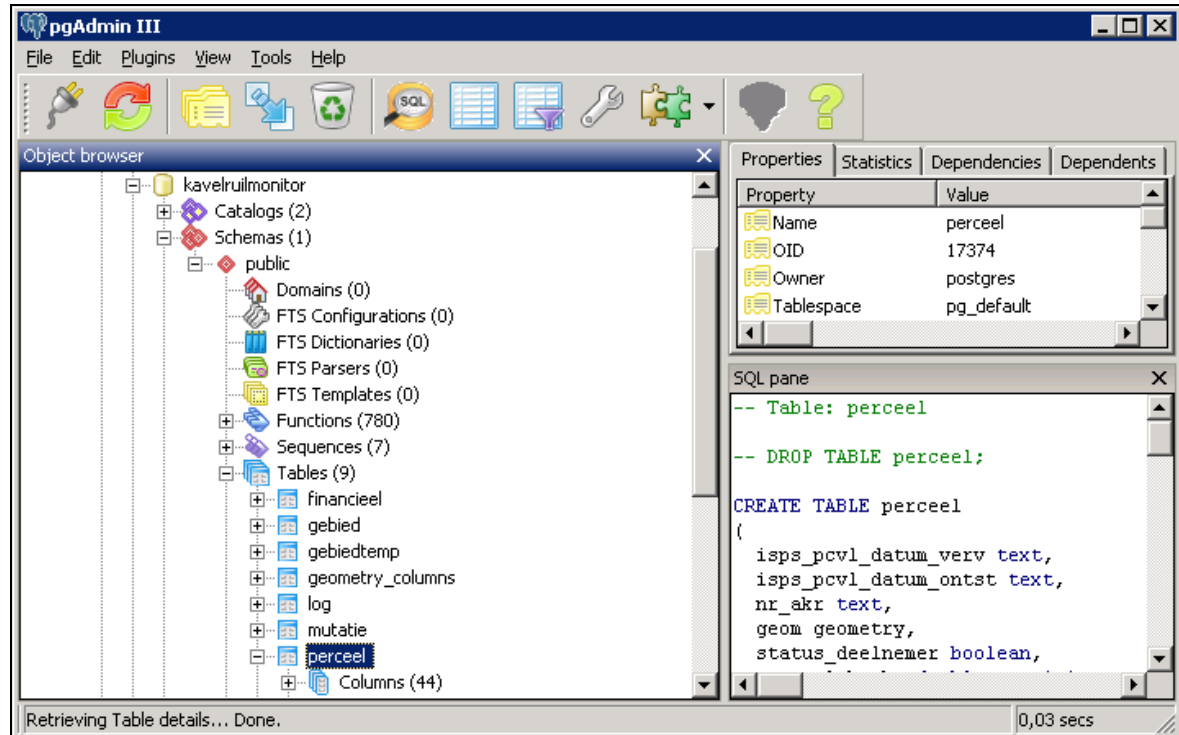 pgAdmin III
File Edit Plugins View Tools Help
SQL
Object browser
kavelruilmonitor
Catalogs (2)
Schemas (1)
public
Domains (0)
FTS Configurations (0)
FTS Dictionaries (0)
FTS Parsers (0)
FTS Templates (0)
Functions (780)
Sequences (7)
Tables (9)
financieel
gebied
gebiedtemp
geometry_columns
log
mutatie
perceel
Columns (44)
Properties Statistics Dependencies Dependents
Property Value
Name perceel
OID 17374
Owner postgres
Tablespace pg_default
SQL pane
-- Table: perceel
-- DROP TABLE perceel;
CREATE TABLE perceel
(
isps_pcvl_datum_verv text,
isps_pcvl_datum_ontst text,
nr_akr text,
geom geometry,
status_deelnemer boolean,
Retrieving Table details... Done.
0,03 secs